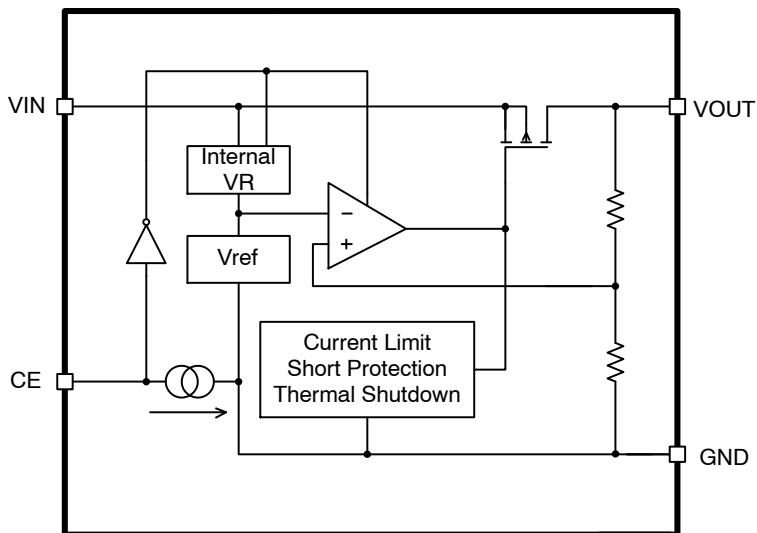 VIN
VOUT
Internal
VR
−
+
Vref
Current Limit
Short Protection
Thermal Shutdown
CE
GND